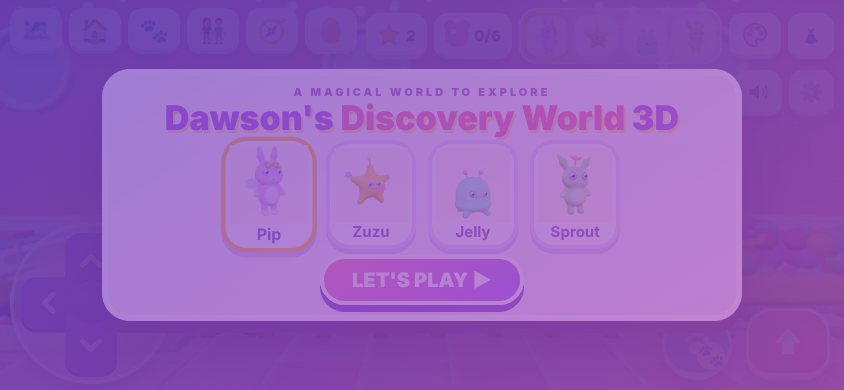 2
0/6
A MAGICAL WORLD TO EXPLORE
Dawson's Discovery World 3D
Pip
Zuzu
Jelly
Sprout
LET'S PLAY ▶